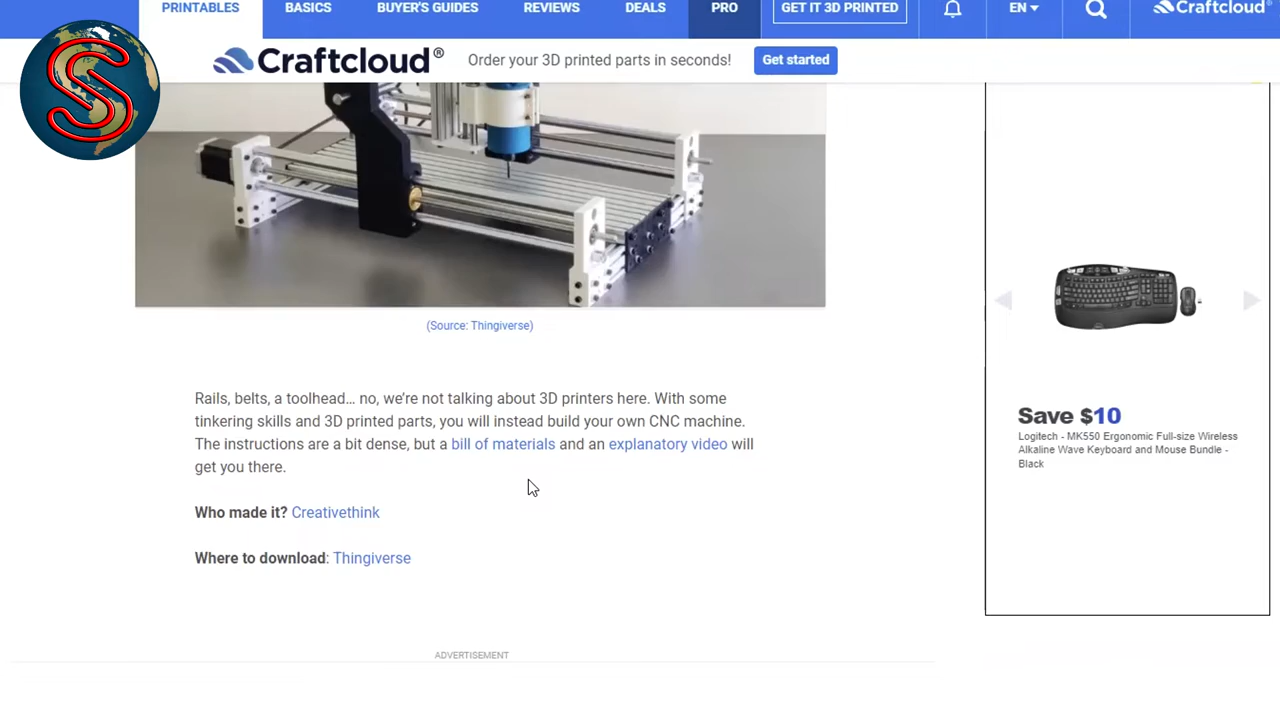 PRINTABLES BASICS BUYER'S GUIDES REVIEWS DEALS PRO GET IT 3D PRINTED EN Craftcloud®
Craftcloud® Order your 3D printed parts in seconds! Get started
S
(Source: Thingiverse)
Rails, belts, a toolhead… no, we're not talking about 3D printers here. With some
tinkering skills and 3D printed parts, you will instead build your own CNC machine.
The instructions are a bit dense, but a bill of materials and an explanatory video will
get you there.
Who made it? Creativethink
Where to download: Thingiverse
ADVERTISEMENT
Save $10
Logitech - MK550 Ergonomic Full-size Wireless
Alkaline Wave Keyboard and Mouse Bundle -
Black